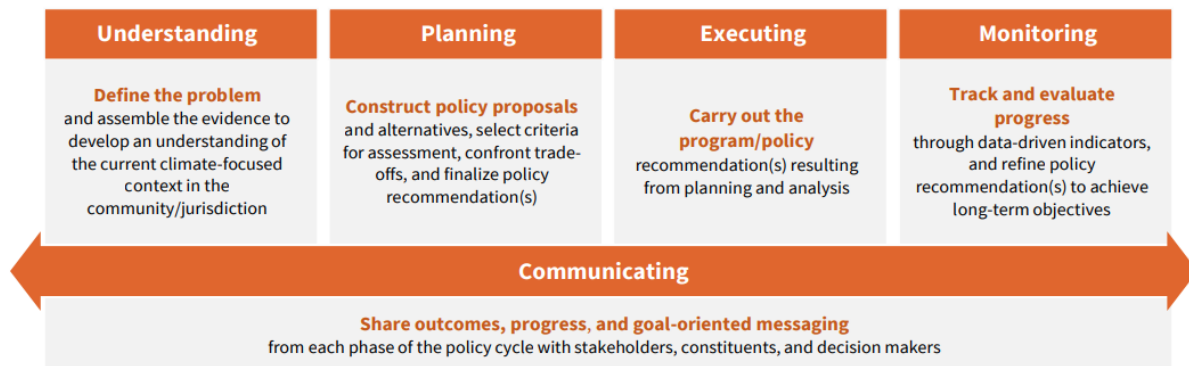 Understanding
Define the problem
and assemble the evidence to
develop an understanding of
the current climate-focused
context in the
community/jurisdiction
Planning
Construct policy proposals
and alternatives, select criteria
for assessment, confront trade-
offs, and finalize policy
recommendation(s)
Executing
Carry out the
program/policy
recommendation(s) resulting
from planning and analysis
Monitoring
Track and evaluate
progress
through data-driven indicators,
and refine policy
recommendation(s) to achieve
long-term objectives
Communicating
Share outcomes, progress, and goal-oriented messaging
from each phase of the policy cycle with stakeholders, constituents, and decision makers